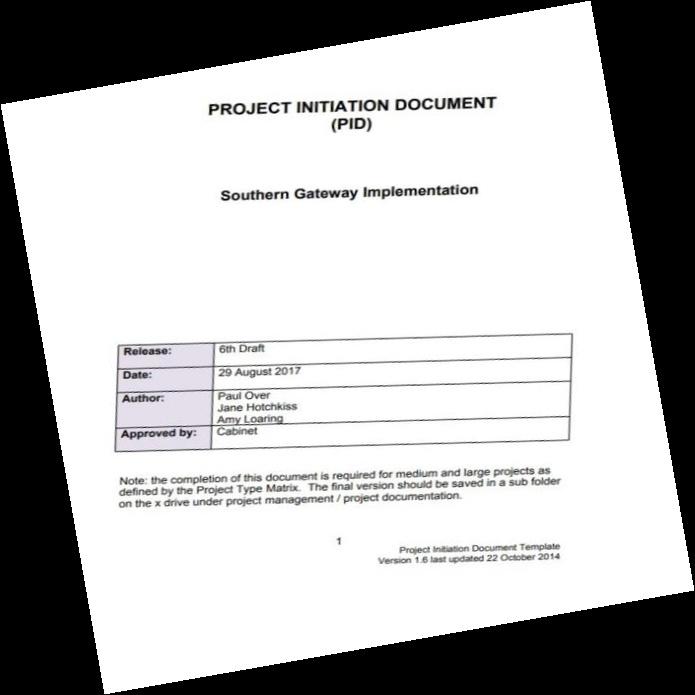 PROJECT INITIATION DOCUMENT
(PID)
Southern Gateway Implementation
Release: 6th Draft
Date: 29 August 2017
Author: Paul Over
Jane Hotchkiss
Amy Loaring
Approved by: Cabinet
Note: the completion of this document is required for medium and large projects as
defined by the Project Type Matrix. The final version should be saved in a sub folder
on the x drive under project management / project documentation.
1
Project Initiation Document Template
Version 1.6 last updated 22 October 2014